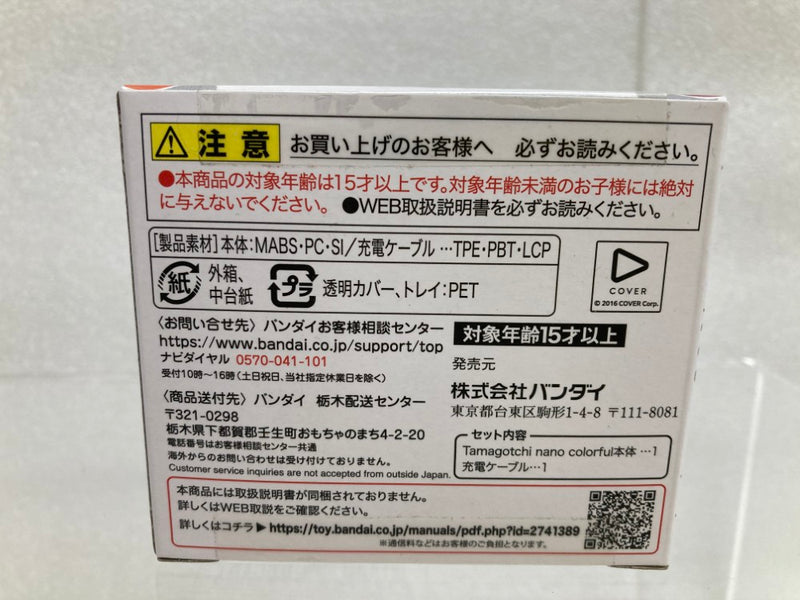 注意 お買い上げのお客様へ 必ずお読みください。
●本商品の対象年齢は15才以上です。対象年齢未満のお子様には絶対
に与えないでください。 ●WEB取扱説明書を必ずお読みください。
[製品素材]本体:MABS・PC・SI/充電ケーブル…TPE・PBT・LCP
紙 外箱、
中台紙
プラ 透明カバー、トレイ:PET
COVER
© 2016 COVER Corp.
〈お問い合せ先〉バンダイお客様相談センター
https://www.bandai.co.jp/support/top
ナビダイヤル 0570-041-101
受付10時〜16時(土日祝日、当社指定休業日を除く)
〈商品送付先〉バンダイ 栃木配送センター
〒321-0298
栃木県下都賀郡壬生町おもちゃのまち4-2-20
電話番号はお客様相談センター共通
海外からのお問い合わせは受け付けておりません。
Customer service inquiries are not accepted from outside Japan.
対象年齢15才以上
発売元
株式会社バンダイ
東京都台東区駒形1-4-8 〒111-8081
セット内容
Tamagotchi nano colorful本体…1
充電ケーブル…1
本商品には取扱説明書が同梱されておりません。
詳しくはWEB取説をご確認ください。
詳しくはコチラ▶https://toy.bandai.co.jp/manuals/pdf.php?id=2741389
※通信料などはお客様のご負担となります。